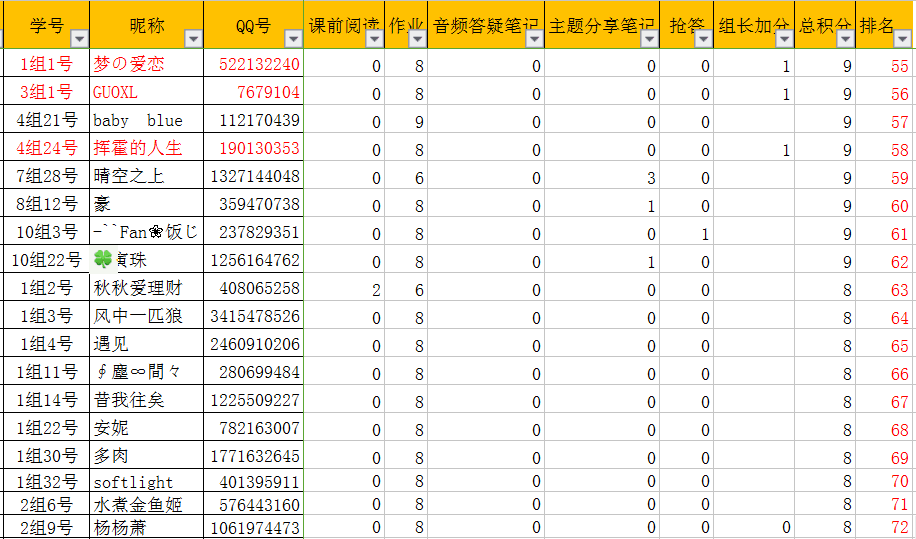 学号 昵称 QQ号 课前阅读 作业 音频答疑笔记 主题分享笔记 抢答 组长加分 总积分 排名
1组1号 梦の爱恋 522132240 0 8 0 0 0 1 9 55
3组1号 GUOXL 7679104 0 8 0 0 0 1 9 56
4组21号 baby blue 112170439 0 9 0 0 0 9 57
4组24号 挥霍的人生 190130353 0 8 0 0 0 1 9 58
7组28号 晴空之上 1327144048 0 6 0 3 0 9 59
8组12号 豪 359470738 0 8 0 1 0 9 60
10组3号 -``Fan❀饭じ 237829351 0 8 0 0 1 9 61
10组22号 珠 1256164762 0 8 0 1 0 9 62
1组2号 秋秋爱理财 408065258 2 6 0 0 0 8 63
1组3号 风中一匹狼 3415478526 0 8 0 0 0 8 64
1组4号 遇见 2460910206 0 8 0 0 0 8 65
1组11号 ∮塵∞間々 280699484 0 8 0 0 0 8 66
1组14号 昔我往矣 1225509227 0 8 0 0 0 8 67
1组22号 安妮 782163007 0 8 0 0 0 8 68
1组30号 多肉 1771632645 0 8 0 0 0 8 69
1组32号 softlight 401395911 0 8 0 0 0 8 70
2组6号 水煮金鱼姬 576443160 0 8 0 0 0 8 71
2组9号 杨杨萧 1061974473 0 8 0 0 0 0 8 72